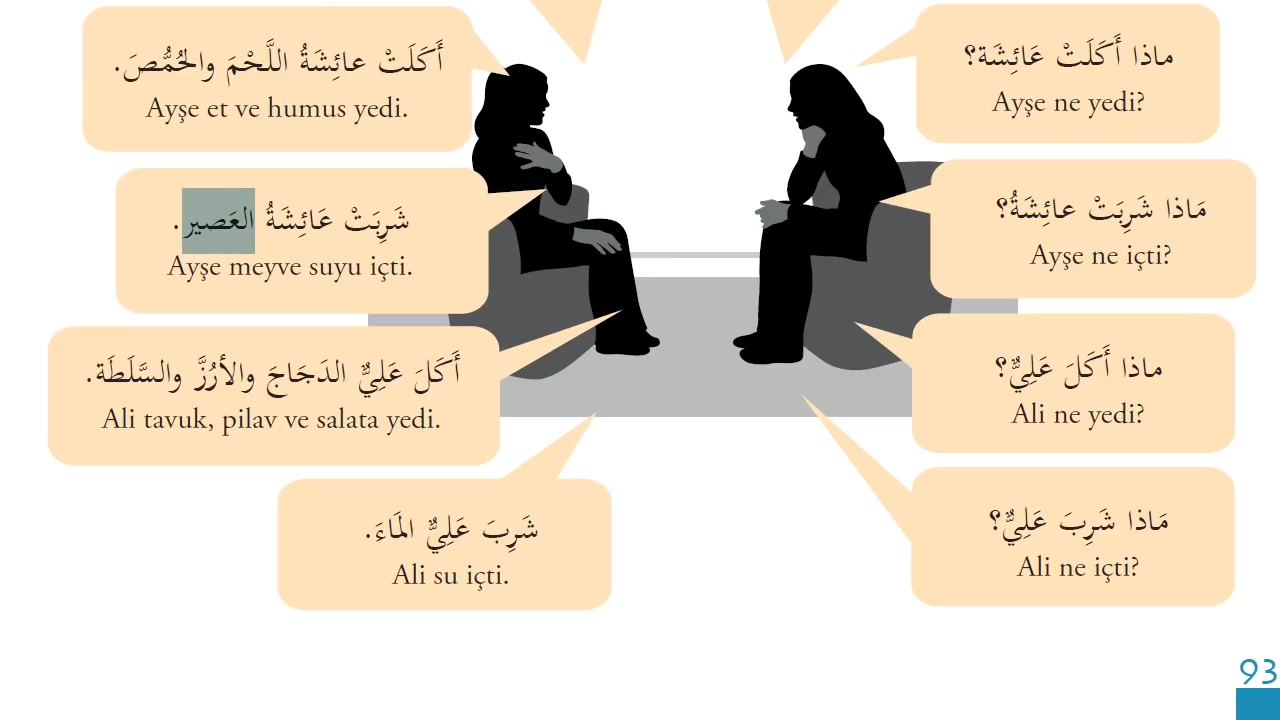 ماذا أَكَلَتْ عَائِشَة؟
Ayşe ne yedi?
أَكَلَتْ عائِشَةُ اللَّحْمَ والحُمُّصَ.
Ayşe et ve humus yedi.
مَاذا شَرِبَتْ عائِشَةُ؟
Ayşe ne içti?
شَرِبَتْ عَائِشَةُ العَصير.
Ayşe meyve suyu içti.
ماذا أَكَلَ عَلِيٌّ؟
Ali ne yedi?
أَكَلَ عَلِيٌّ الدَجَاجَ والأرُزَّ والسَّلَطَة.
Ali tavuk, pilav ve salata yedi.
مَاذا شَرِبَ عَلِيٌّ؟
Ali ne içti?
شَرِبَ عَلِيٌّ المَاءَ.
Ali su içti.
93